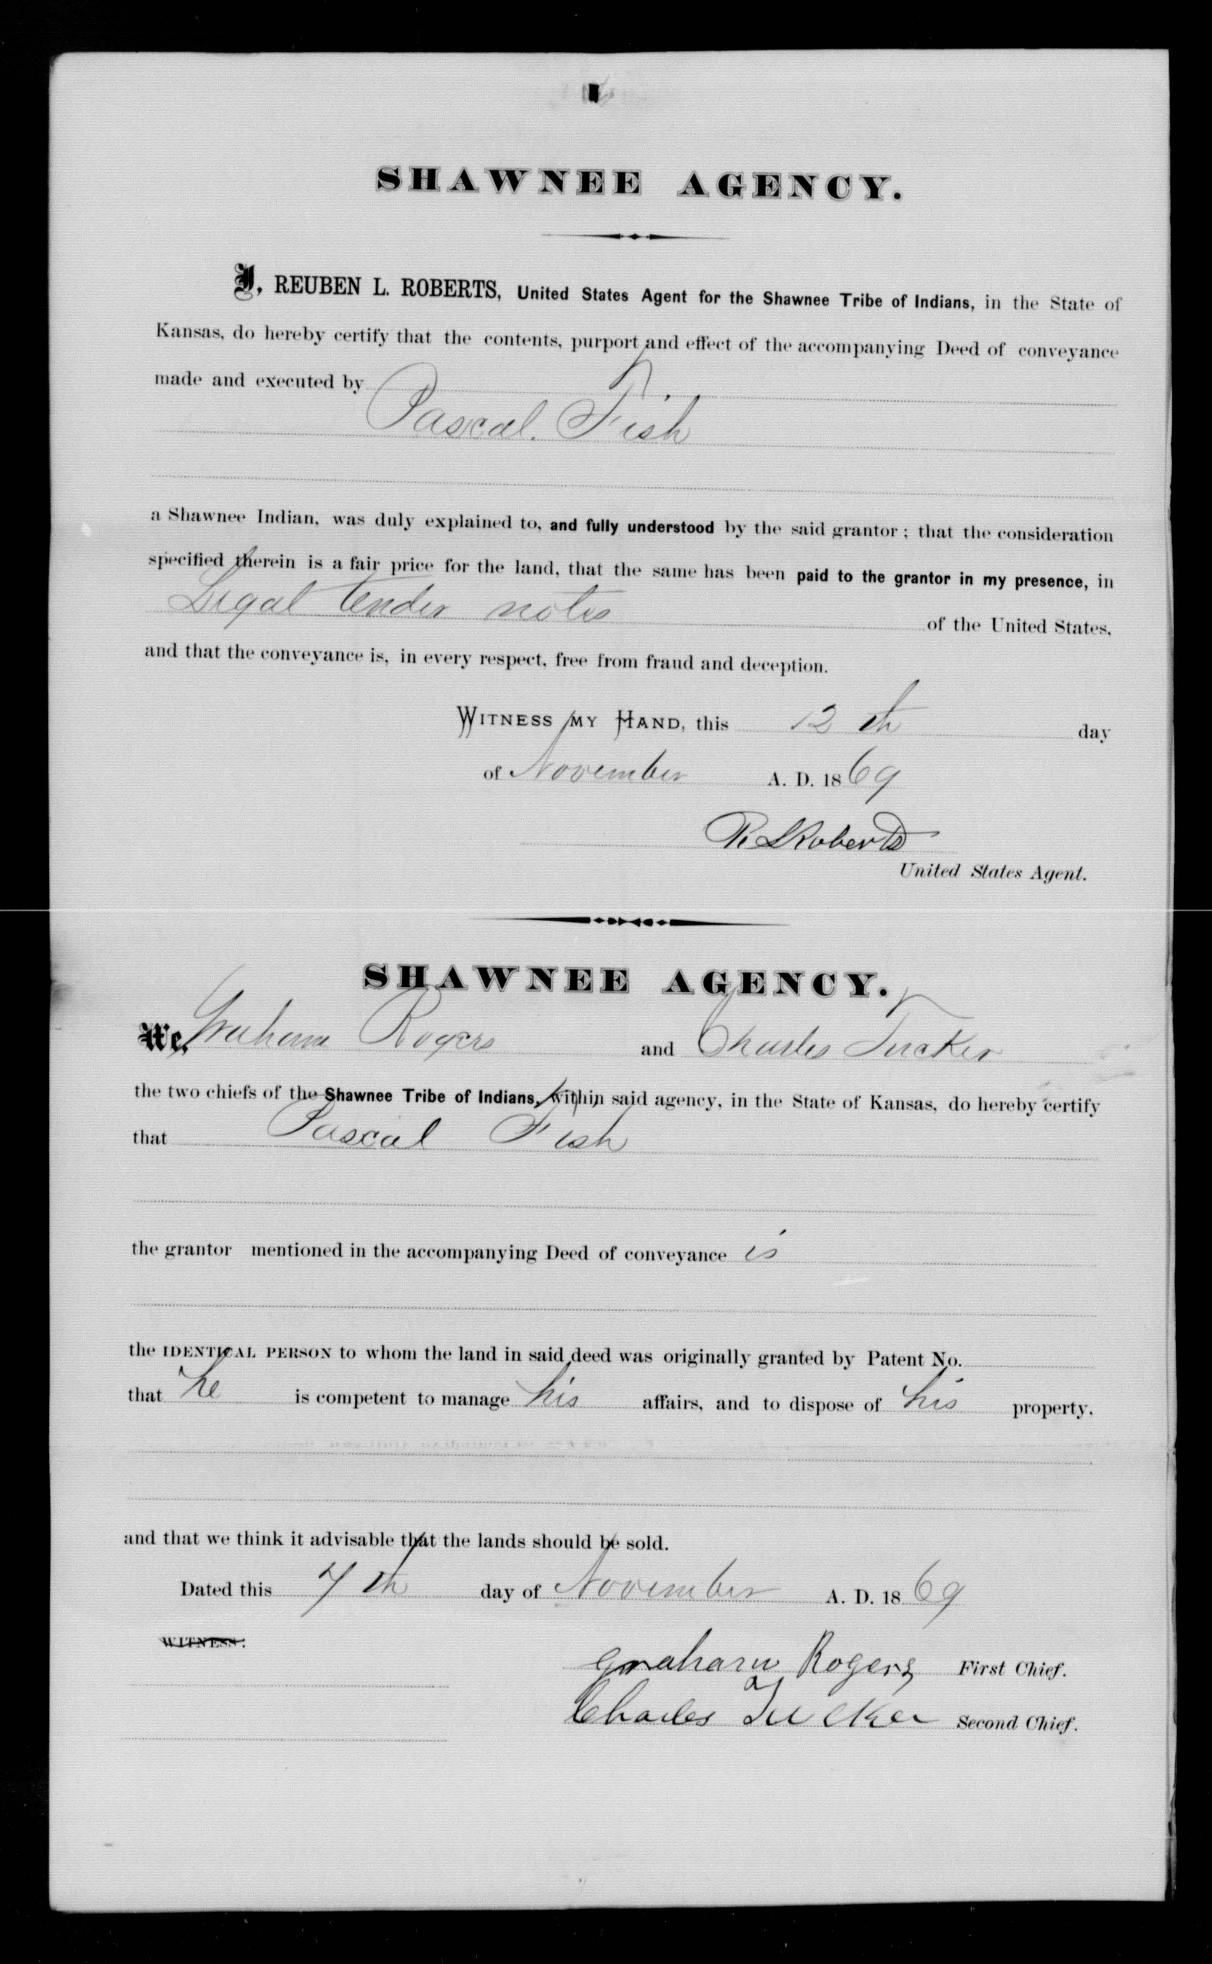 SHAWNEE AGENCY.
I, REUBEN L. ROBERTS, United States Agent for the Shawnee Tribe of Indians, in the State of
Kansas, do hereby certify that the contents, purport and effect of the accompanying Deed of conveyance
made and executed by
Pascal. Fish
a Shawnee Indian, was duly explained to, and fully understood by the said grantor; that the consideration
specified therein is a fair price for the land, that the same has been paid to the grantor in my presence, in
Legal tender notes of the United States,
and that the conveyance is, in every respect, free from fraud and deception.
WITNESS MY HAND, this 12th day
of November A. D. 1869
R. L Roberts
United States Agent.
SHAWNEE AGENCY.
We, Graham Rogers and Charles Tucker
the two chiefs of the Shawnee Tribe of Indians, within said agency, in the State of Kansas, do hereby certify
that Pascal Fish
the grantor mentioned in the accompanying Deed of conveyance is
the IDENTICAL PERSON to whom the land in said deed was originally granted by Patent No.
that he is competent to manage his affairs, and to dispose of his property,
and that we think it advisable that the lands should be sold.
Dated this 7th day of November A. D. 1869
WITNESS:
Graham Rogers First Chief.
Charles Tucker Second Chief.